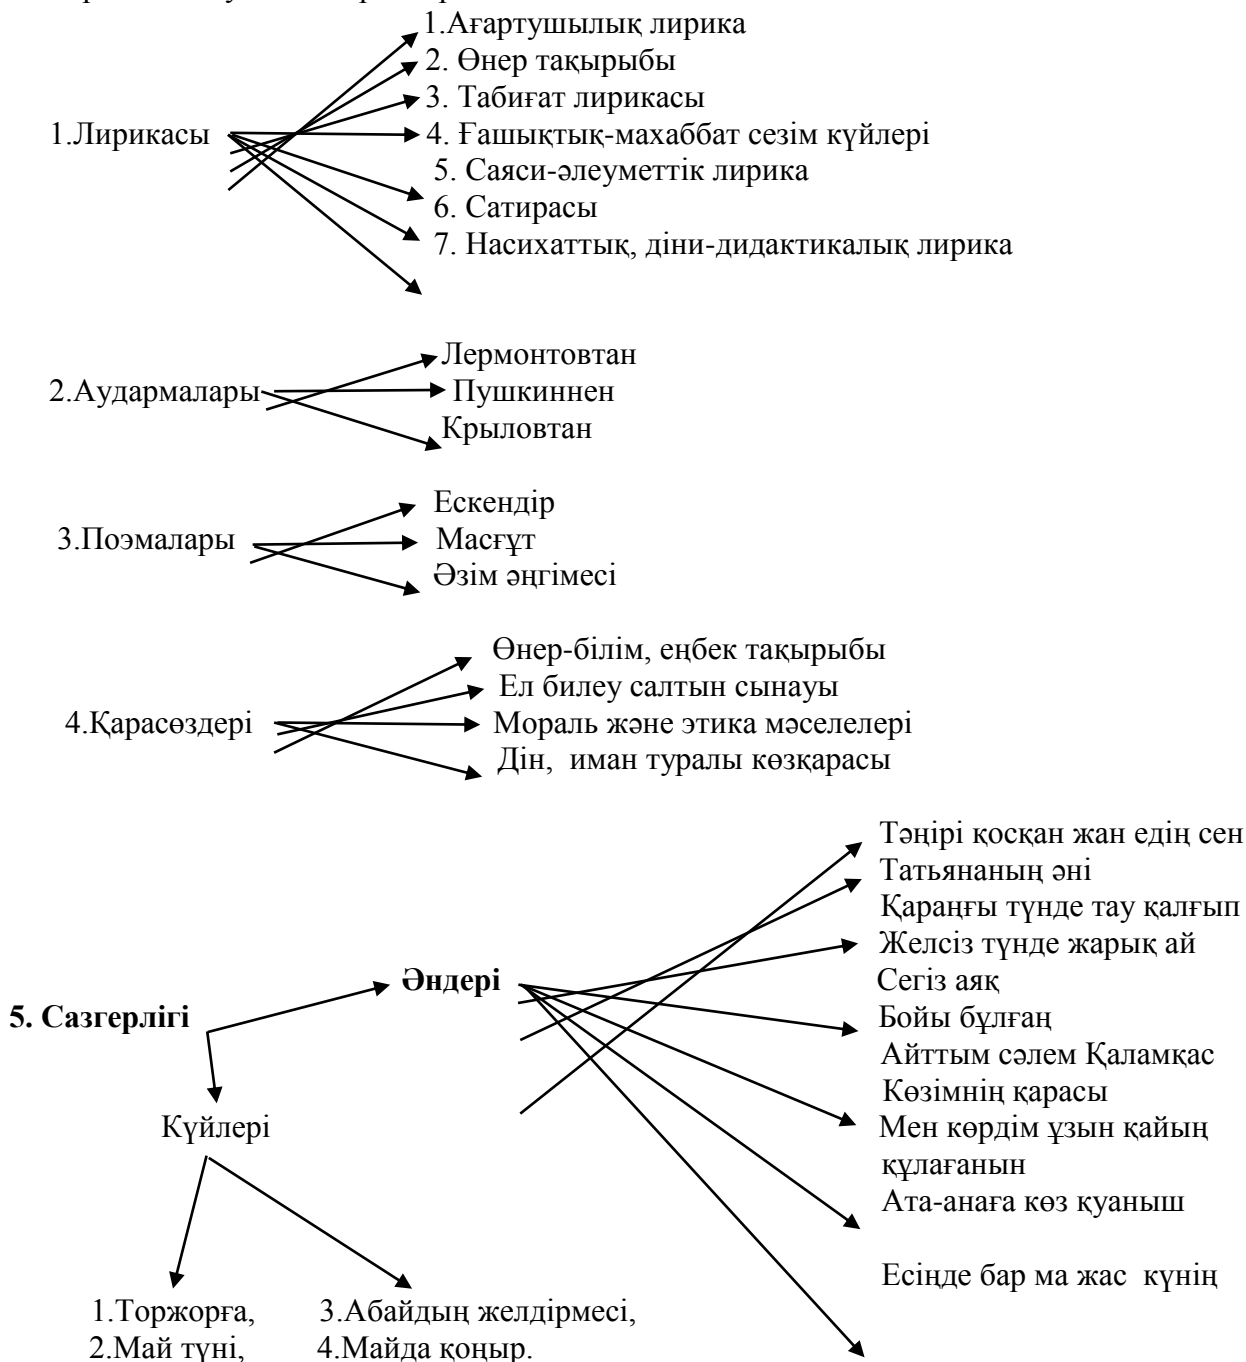 1.Ағартушылық лирика
2. Өнер тақырыбы
3. Табиғат лирикасы
1.Лирикасы
4. Ғашықтық-махаббат сезім күйлері
5. Саяси-әлеуметтік лирика
6. Сатирасы
7. Насихаттық, діни-дидактикалық лирика
Лермонтовтан
2.Аудармалары
Пушкиннен
Крыловтан
Ескендір
3.Поэмалары
Масғұт
Әзім әңгімесі
Өнер-білім, еңбек тақырыбы
Ел билеу салтын сынауы
4.Қарасөздері
Мораль және этика мәселелері
Дін, иман туралы көзқарасы
Тәңірі қосқан жан едің сен
Татьянаның әні
Қараңғы түнде тау қалғып
Желсіз түнде жарық ай
Әндері
Сегіз аяқ
5. Сазгерлігі
Бойы бұлғаң
Айттым сәлем Қаламқас
Көзімнің қарасы
Күйлері
Мен көрдім ұзын қайың
құлағанын
Ата-анаға көз қуаныш
Есіңде бар ма жас күнің
1.Торжорға, 3.Абайдың желдірмесі,
2.Май түні, 4.Майда қоңыр.